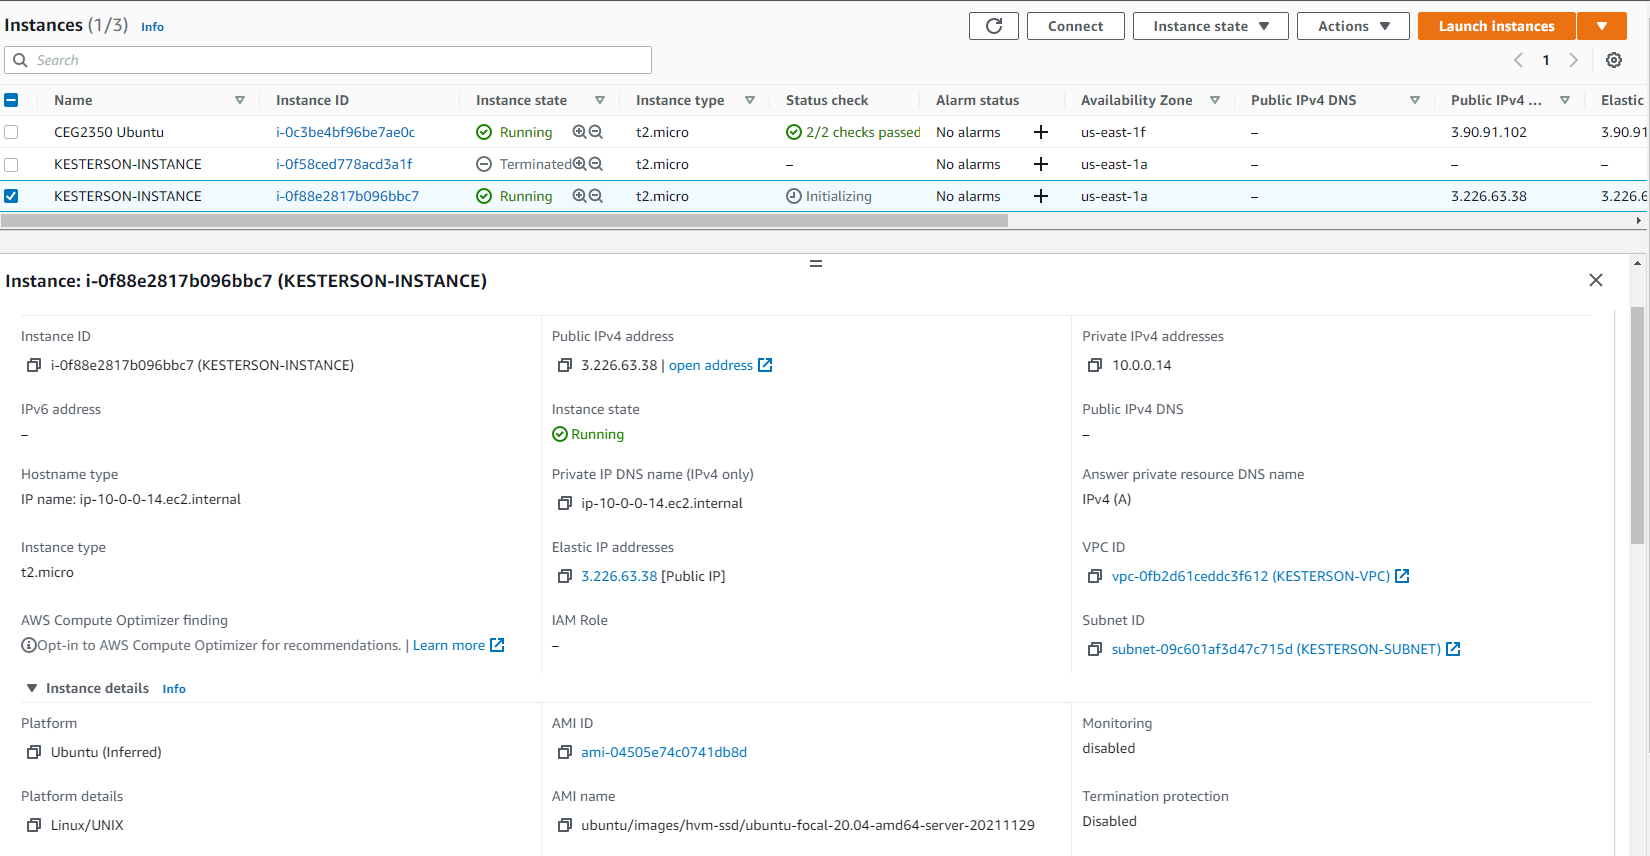 Instances (1/3) Info
Connect Instance state Actions Launch instances
Search
1
Name Instance ID Instance state Instance type Status check Alarm status Availability Zone Public IPv4 DNS Public IPv4 ... Elastic
CEG2350 Ubuntu i-0c3be4bf96be7ae0c Running t2.micro 2/2 checks passed No alarms + us-east-1f – 3.90.91.102 3.90.91
KESTERSON-INSTANCE i-0f58ced778acd3a1f Terminated t2.micro – No alarms + us-east-1a – – –
KESTERSON-INSTANCE i-0f88e2817b096bbc7 Running t2.micro Initializing No alarms + us-east-1a – 3.226.63.38 3.226.6
Instance: i-0f88e2817b096bbc7 (KESTERSON-INSTANCE)
Instance ID Public IPv4 address Private IPv4 addresses
i-0f88e2817b096bbc7 (KESTERSON-INSTANCE) 3.226.63.38 | open address 10.0.0.14
IPv6 address Instance state Public IPv4 DNS
– Running –
Hostname type Private IP DNS name (IPv4 only) Answer private resource DNS name
IP name: ip-10-0-0-14.ec2.internal ip-10-0-0-14.ec2.internal IPv4 (A)
Instance type Elastic IP addresses VPC ID
t2.micro 3.226.63.38 [Public IP] vpc-0fb2d61ceddc3f612 (KESTERSON-VPC)
AWS Compute Optimizer finding IAM Role Subnet ID
Opt-in to AWS Compute Optimizer for recommendations. | Learn more – subnet-09c601af3d47c715d (KESTERSON-SUBNET)
Instance details Info
Platform AMI ID Monitoring
Ubuntu (Inferred) ami-04505e74c0741db8d disabled
Platform details AMI name Termination protection
Linux/UNIX ubuntu/images/hvm-ssd/ubuntu-focal-20.04-amd64-server-20211129 Disabled